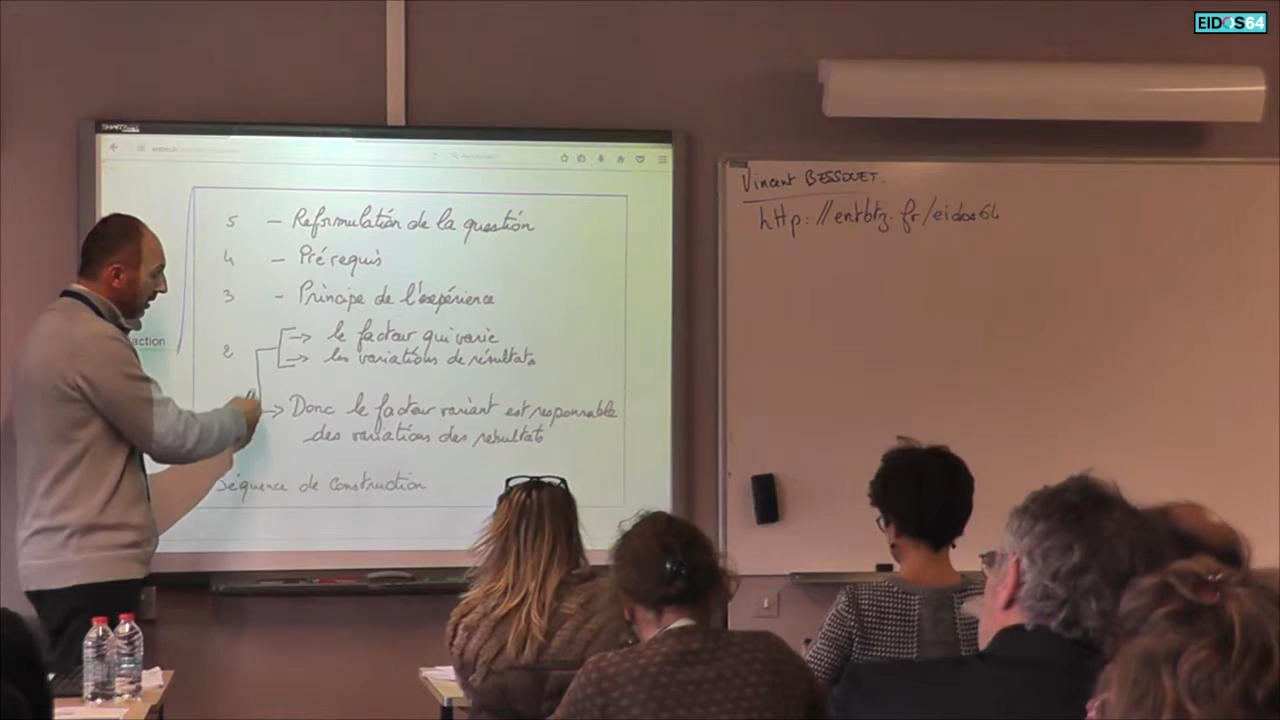 EIDOS64
SMART
5 - Reformulation de la question
4 - Prérequis
3 - Principe de l'expérience
2 → le facteur qui varie
→ les variations de résultats
→ Donc le facteur variant est responsable
des variations des résultats
action
Séquence de Construction
Vincent BESSOUET.
http://entbtz.fr/eidos64